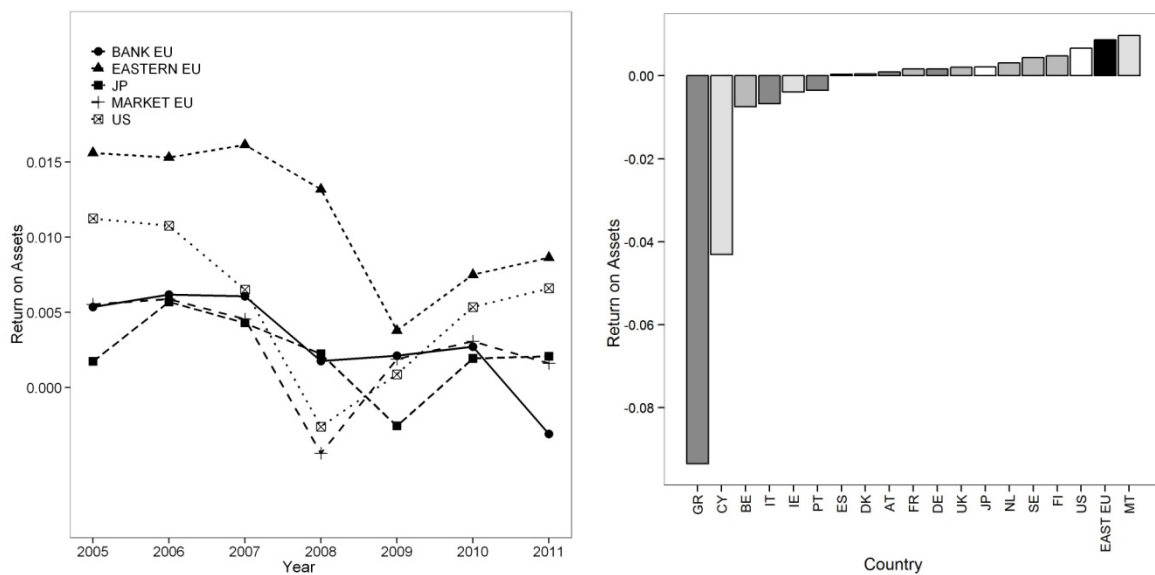 BANK EU
EASTERN EU
JP
MARKET EU
US
0.015
0.010
0.005
0.000
Return on Assets
2005 2006 2007 2008 2009 2010 2011
Year
0.00
-0.02
-0.04
-0.06
-0.08
Return on Assets
GR CY BE IT IE PT ES DK AT FR DE UK JP NL SE FI US EAST EU MT
Country